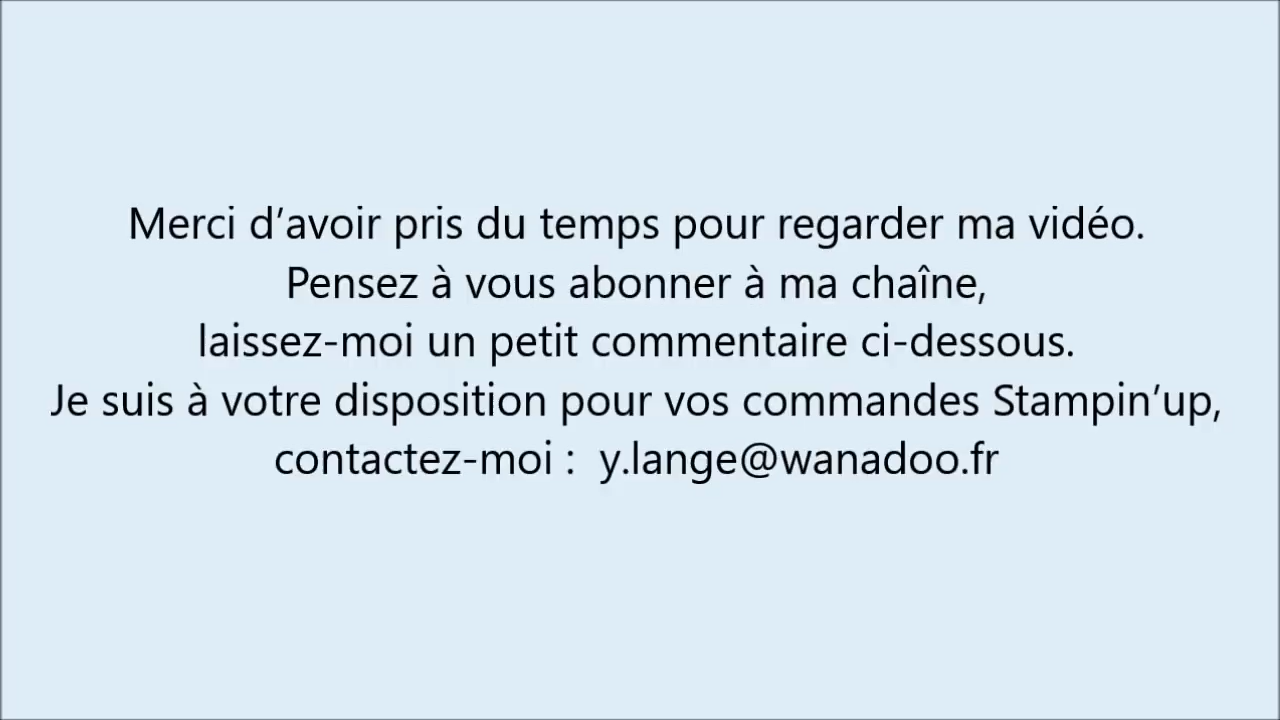 Merci d’avoir pris du temps pour regarder ma vidéo.
Pensez à vous abonner à ma chaîne,
laissez-moi un petit commentaire ci-dessous.
Je suis à votre disposition pour vos commandes Stampin’up,
contactez-moi :  y.lange@wanadoo.fr